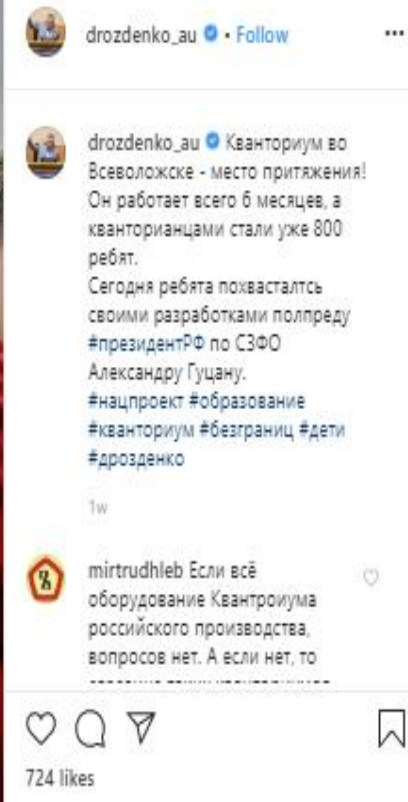 drozdenko_au • Follow
drozdenko_au Кванториум во
Всеволожске - место притяжения!
Он работает всего 6 месяцев, а
кванторианцами стали уже 800
ребят.
Сегодня ребята похвасталтсь
своими разработками полпреду
#президентРФ по СЗФО
Александру Гуцану.
#нацпроект #образование
#кванториум #безграниц #дети
#дрозденко
1w
mirtrudhleb Если всё
оборудование Квантроиума
российского производства,
вопросов нет. А если нет, то
724 likes